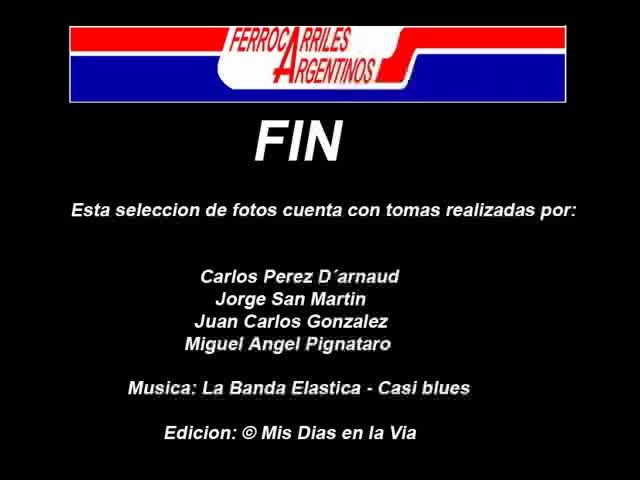 FERROCARRILES
ARGENTINOS
FIN
Esta seleccion de fotos cuenta con tomas realizadas por:
Carlos Perez D´arnaud
Jorge San Martin
Juan Carlos Gonzalez
Miguel Angel Pignataro
Musica: La Banda Elastica - Casi blues
Edicion: © Mis Dias en la Via